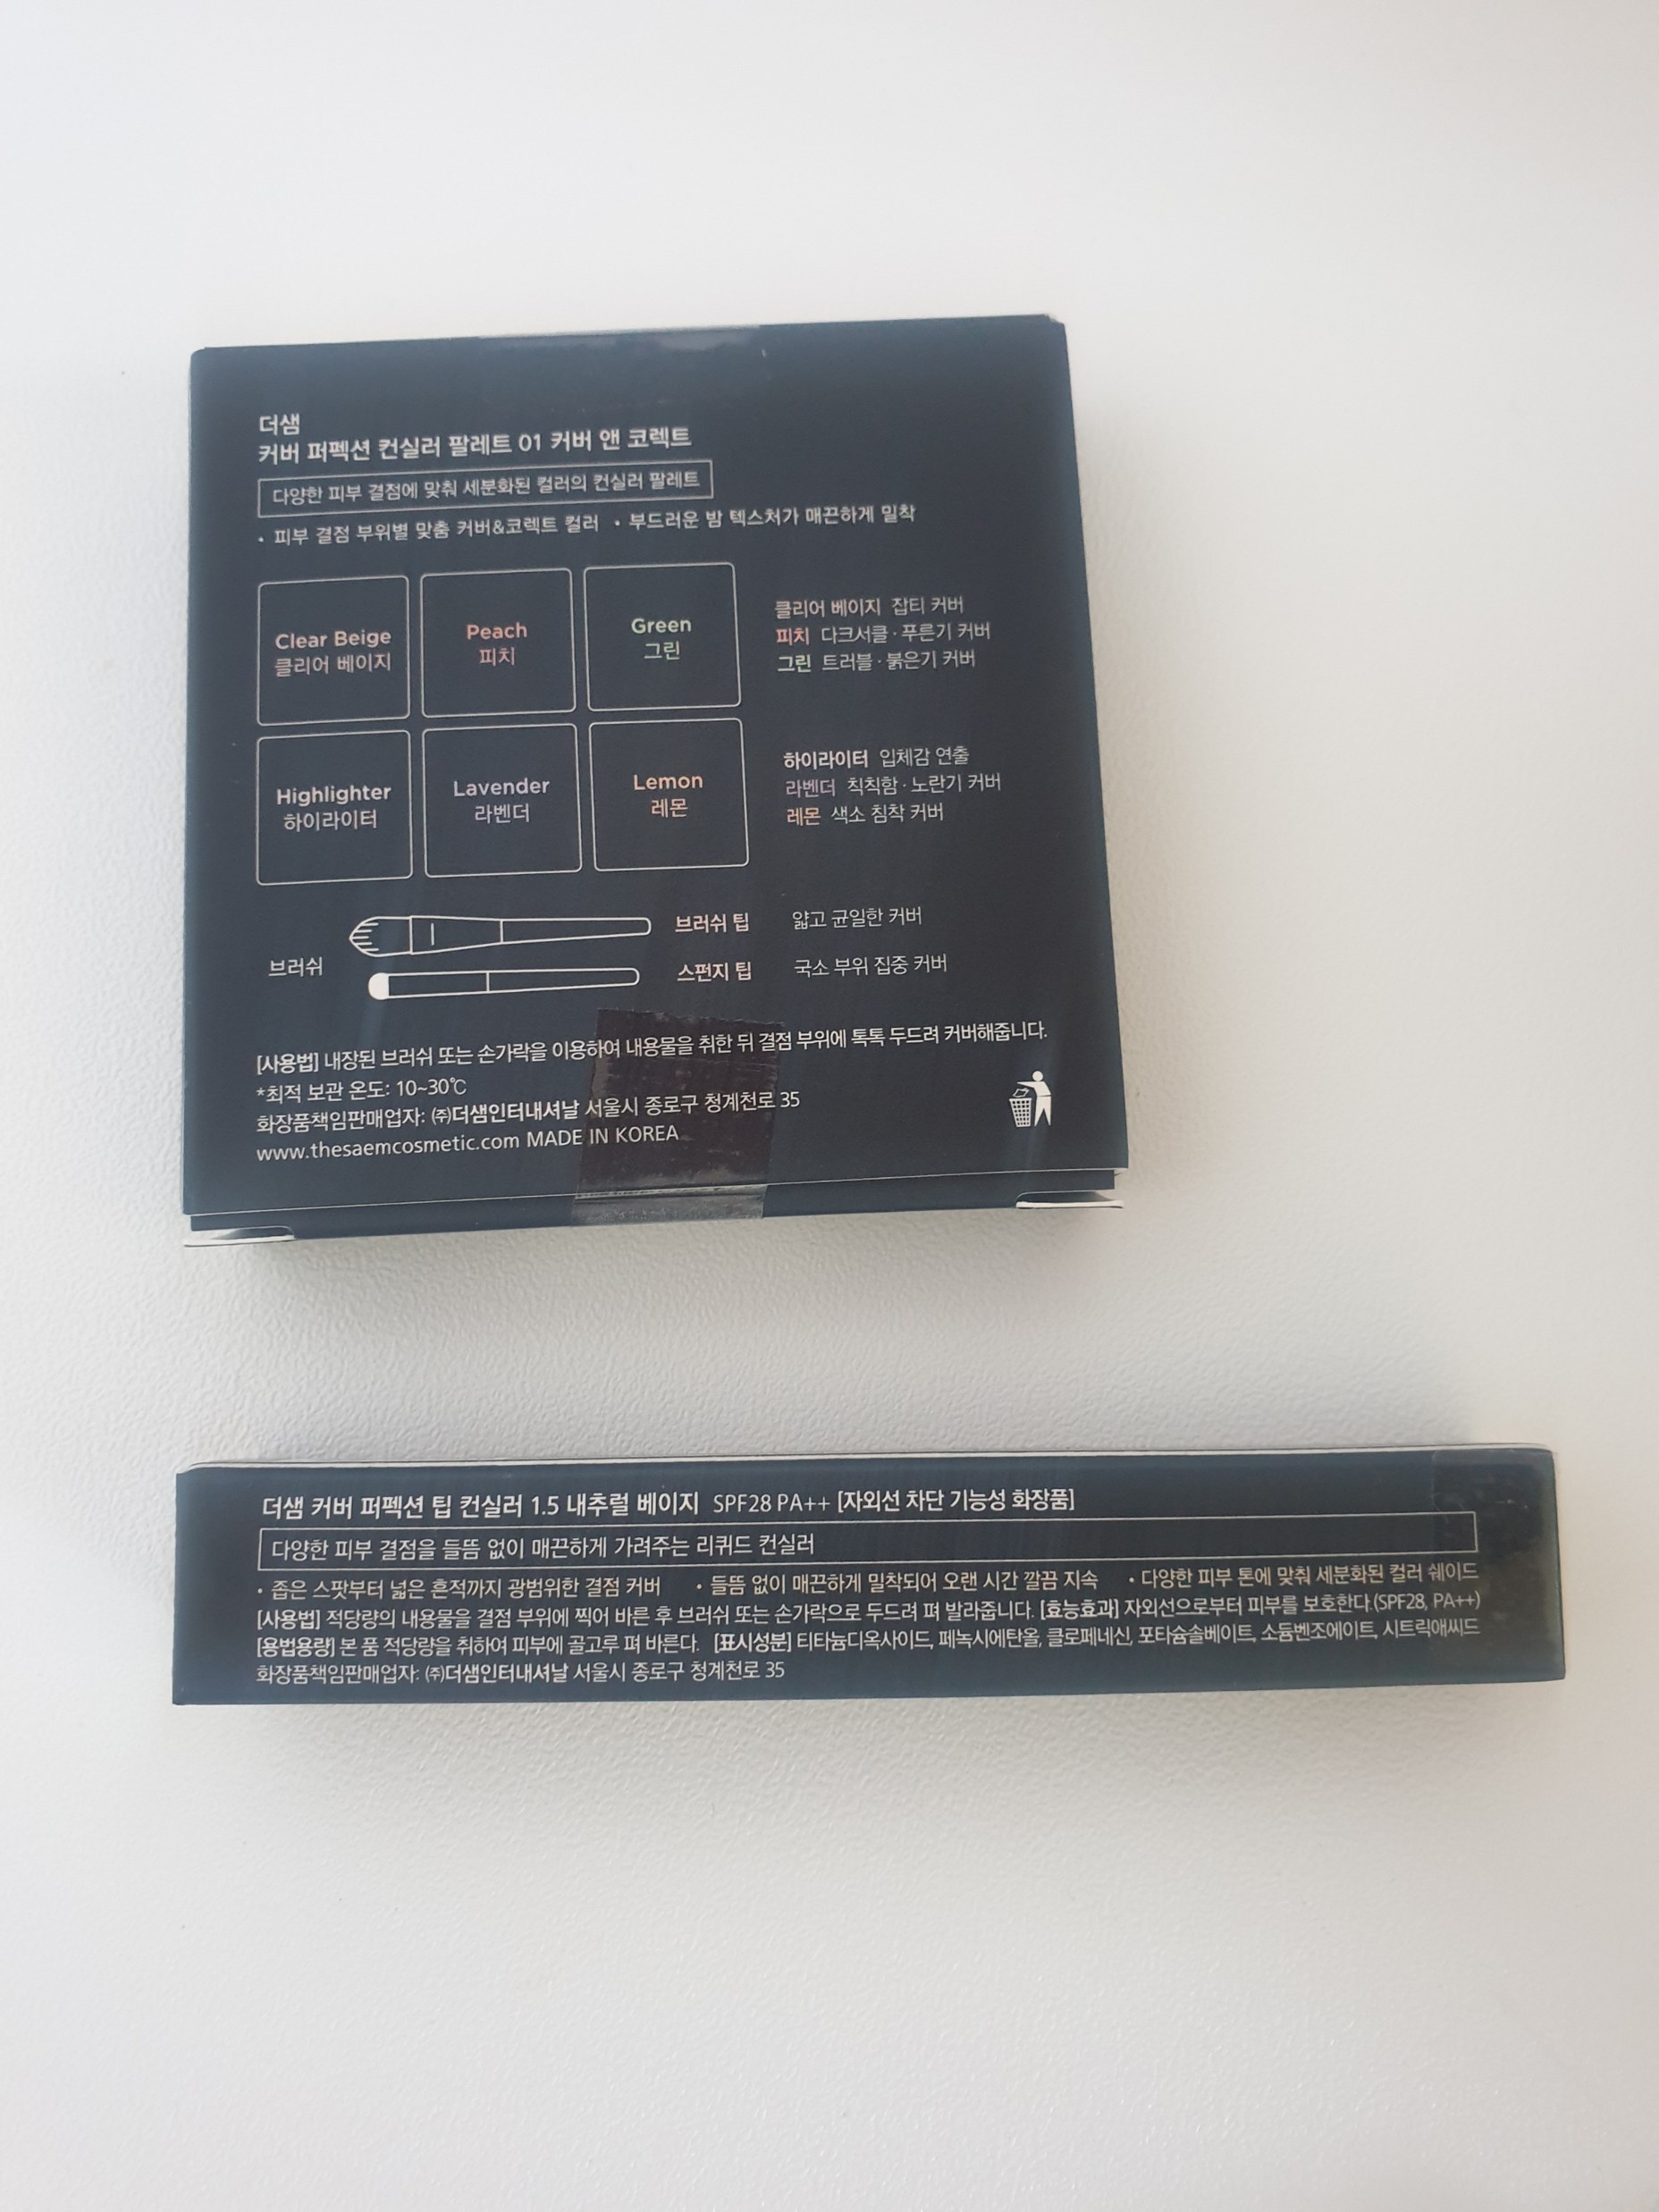 더샘
커버 퍼펙션 컨실러 팔레트 01 커버 앤 코렉트
다양한 피부 결점에 맞춰 세분화된 컬러의 컨실러 팔레트
• 피부 결점 부위별 맞춤 커버&코렉트 컬러 • 부드러운 밤 텍스처가 매끈하게 밀착
Clear Beige
클리어 베이지
Peach
피치
Green
그린
클리어 베이지 잡티 커버
피치 다크서클·푸른기 커버
그린 트러블·붉은기 커버
Highlighter
하이라이터
Lavender
라벤더
Lemon
레몬
하이라이터 입체감 연출
라벤더 칙칙함·노란기 커버
레몬 색소 침착 커버
브러쉬
브러쉬 팁 얇고 균일한 커버
스펀지 팁 국소 부위 집중 커버
[사용법] 내장된 브러쉬 또는 손가락을 이용하여 내용물을 취한 뒤 결점 부위에 톡톡 두드려 커버해줍니다.
*최적 보관 온도: 10~30℃
화장품책임판매업자: ㈜더샘인터내셔날 서울시 종로구 청계천로 35
www.thesaemcosmetic.com MADE IN KOREA
더샘 커버 퍼펙션 팁 컨실러 1.5 내추럴 베이지 SPF28 PA++ [자외선 차단 기능성 화장품]
다양한 피부 결점을 들뜸 없이 매끈하게 가려주는 리퀴드 컨실러
• 좁은 스팟부터 넓은 흔적까지 광범위한 결점 커버 • 들뜸 없이 매끈하게 밀착되어 오랜 시간 깔끔 지속 • 다양한 피부 톤에 맞춰 세분화된 컬러 쉐이드
[사용법] 적당량의 내용물을 결점 부위에 찍어 바른 후 브러쉬 또는 손가락으로 두드려 펴 발라줍니다. [효능효과] 자외선으로부터 피부를 보호한다.(SPF28, PA++)
[용법용량] 본 품 적당량을 취하여 피부에 골고루 펴 바른다. [표시성분] 티타늄디옥사이드, 페녹시에탄올, 클로페네신, 포타슘솔베이트, 소듐벤조에이트, 시트릭애씨드
화장품책임판매업자: ㈜더샘인터내셔날 서울시 종로구 청계천로 35